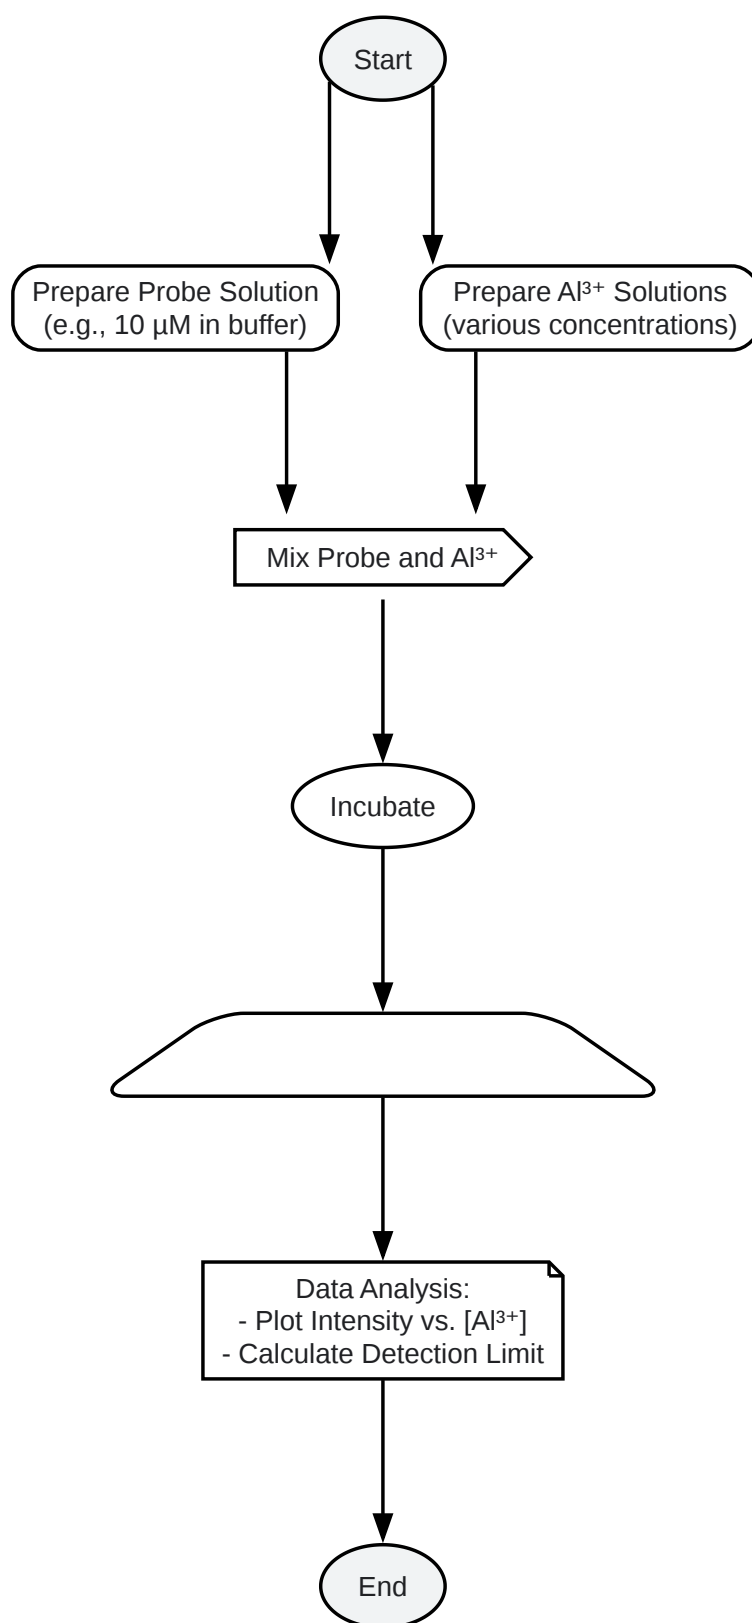 Start
Prepare Probe Solution
(e.g., 10 µM in buffer)
Prepare Al³⁺ Solutions
(various concentrations)
Mix Probe and Al³⁺
Incubate
Data Analysis:
- Plot Intensity vs. [Al³⁺]
- Calculate Detection Limit
End